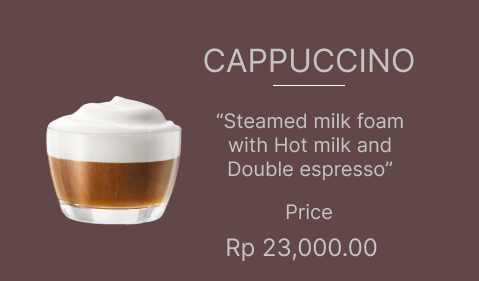 CAPPUCCINO
“Steamed milk foam
with Hot milk and
Double espresso”
Price
Rp 23,000.00